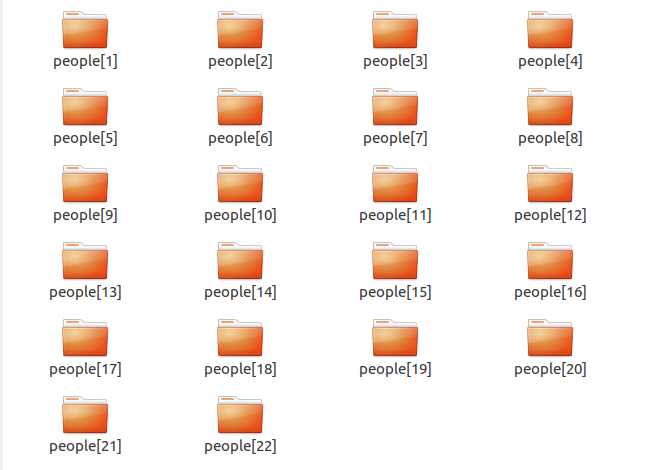 people[1] people[2] people[3] people[4]
people[5] people[6] people[7] people[8]
people[9] people[10] people[11] people[12]
people[13] people[14] people[15] people[16]
people[17] people[18] people[19] people[20]
people[21] people[22]